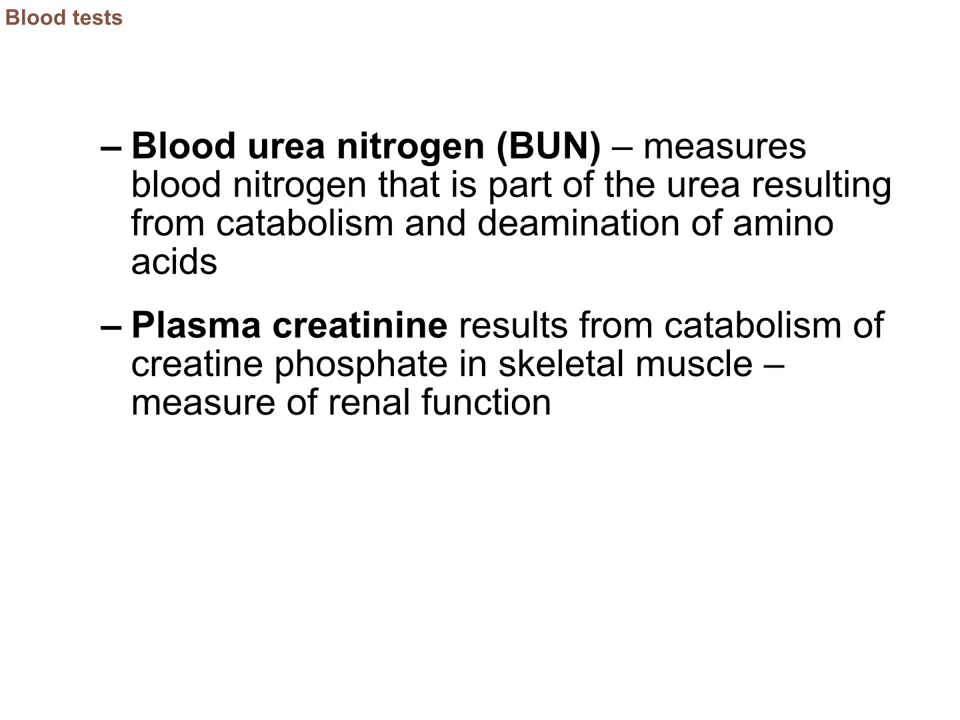 Blood tests
– Blood urea nitrogen (BUN) – measures
blood nitrogen that is part of the urea resulting
from catabolism and deamination of amino
acids
– Plasma creatinine results from catabolism of
creatine phosphate in skeletal muscle –
measure of renal function